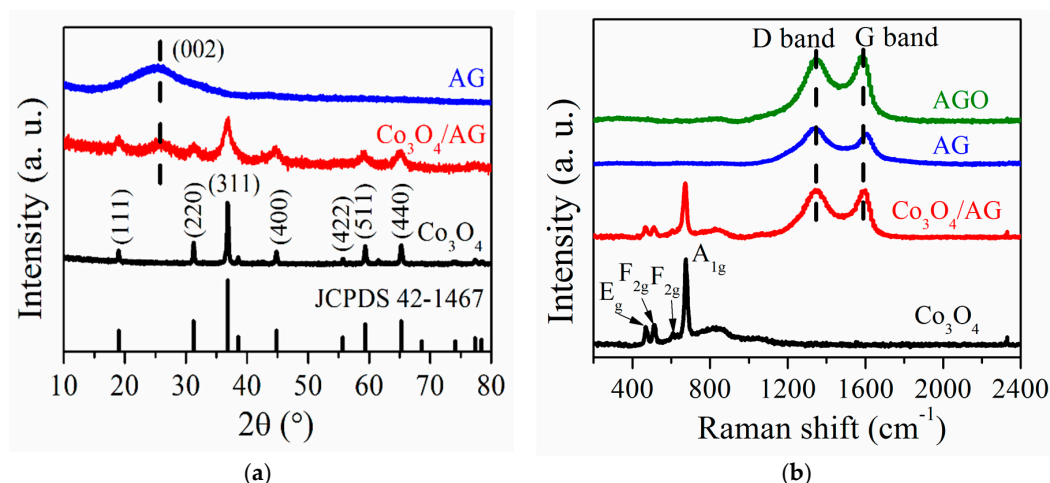 (002)
AG
Co3O4/AG
(111)
(220)
(311)
(400)
(422)
(511)
(440)
Co3O4
JCPDS 42-1467
Intensity (a. u.)
10 20 30 40 50 60 70 80
2θ (°)
(a)
D band G band
AGO
AG
Co3O4/AG
A1g
F2g F2g
Eg
Co3O4
Intensity (a. u.)
400 800 1200 1600 2000 2400
Raman shift (cm-1)
(b)